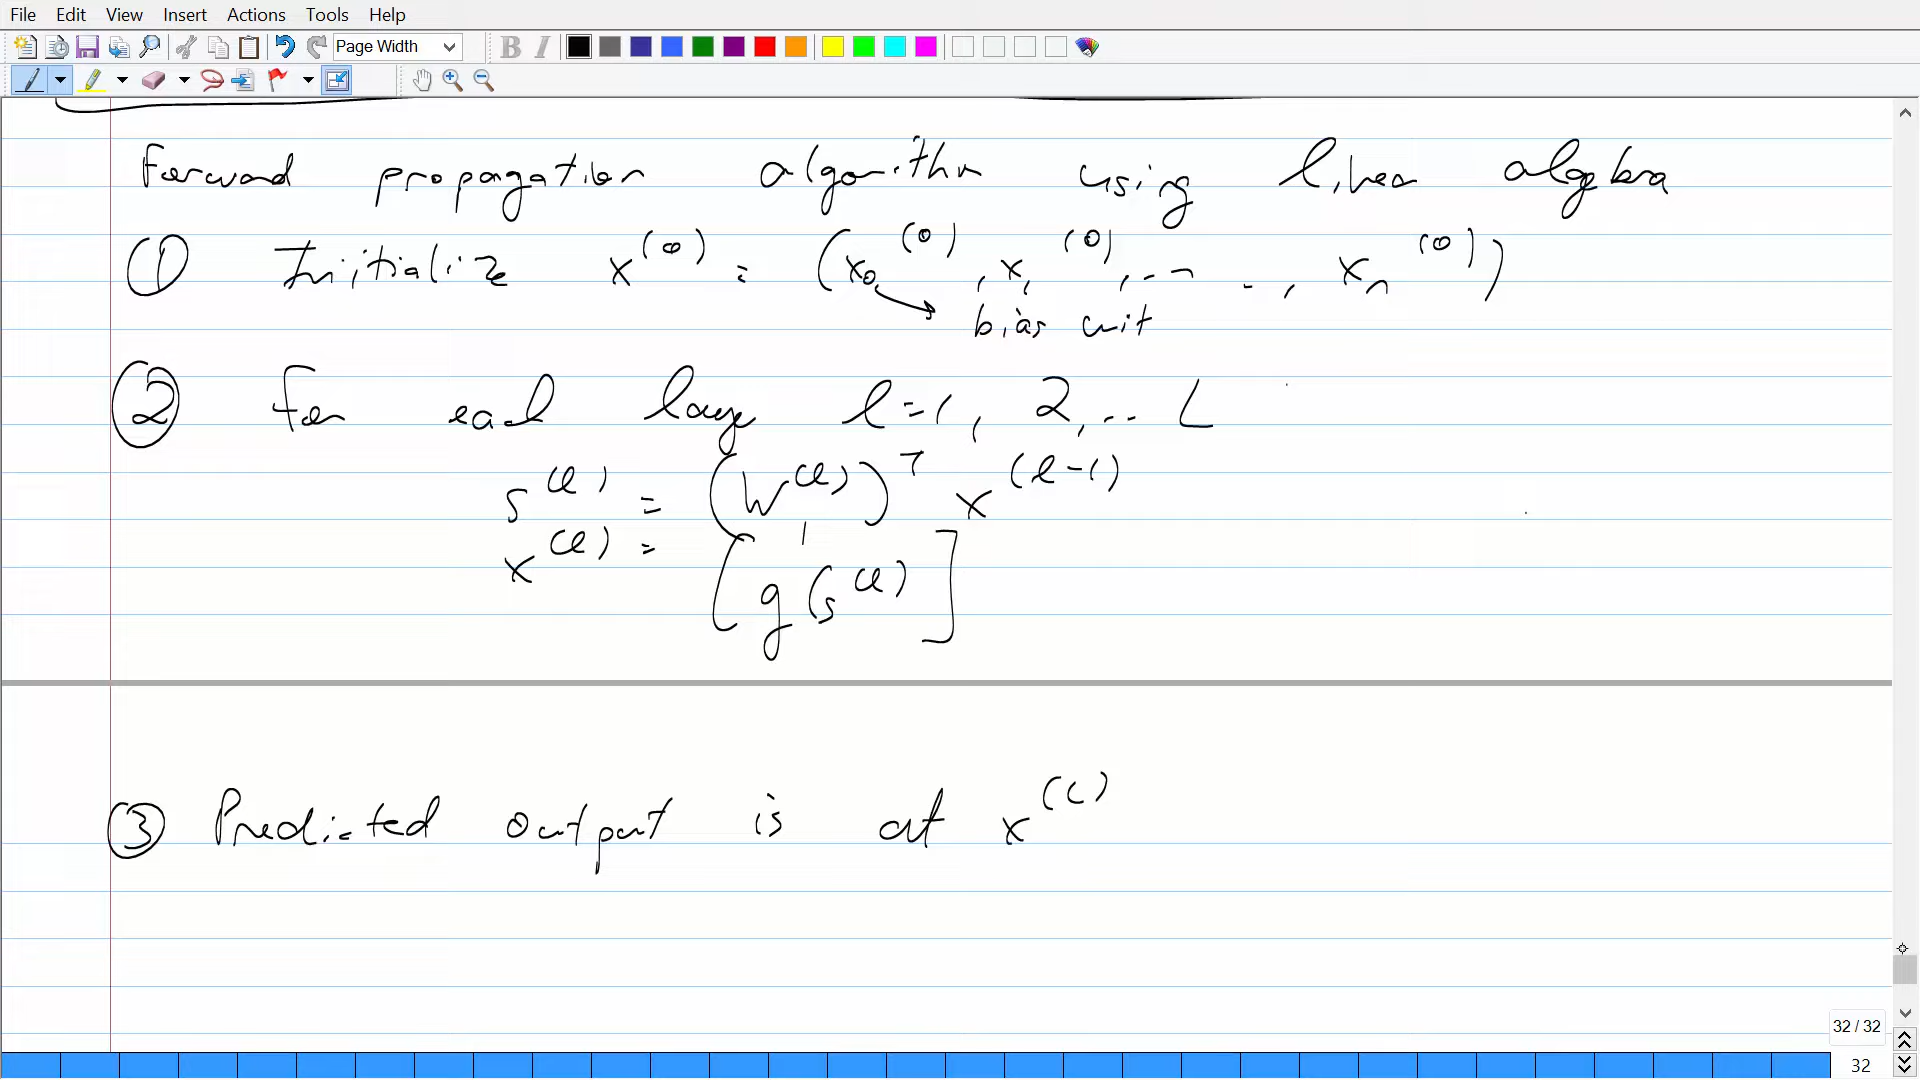 File Edit View Insert Actions Tools Help
Page Width
Forward propagation algorithm using linear algebra
① Initialize x^(0) = (x₀^(0), x₁^(0), ... , xₙ^(0))
bias unit
② For each layer l = 1, 2, .. L
s^(l) = (W^(l))^T x^(l-1)
x^(l) = [1
g(s^(l)]
③ Predicted output is at x^(L)
32 / 32
32